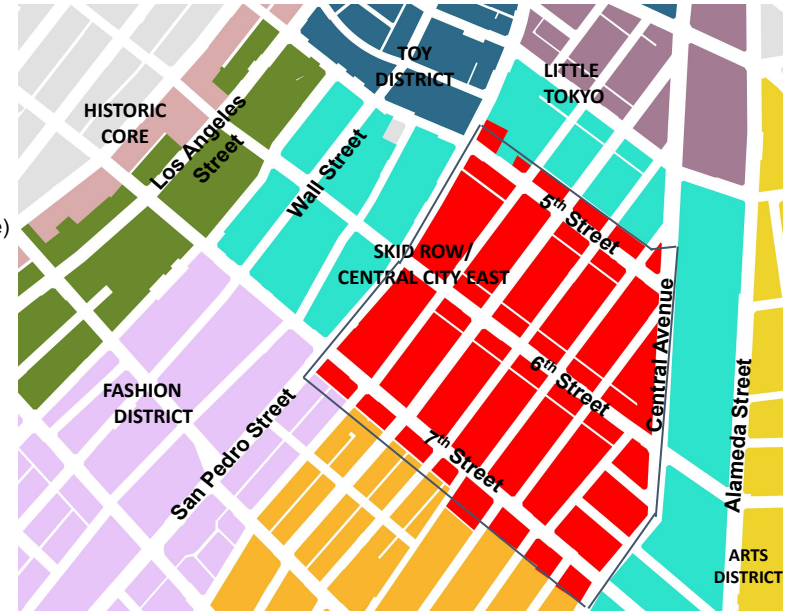 TOY
DISTRICT
LITTLE
TOKYO
HISTORIC
CORE
Los Angeles
Street
Wall Street
5th Street
e)
SKID ROW/
CENTRAL CITY EAST
Central Avenue
6th Street
FASHION
DISTRICT
San Pedro Street
7th Street
Alameda Street
ARTS
DISTRICT